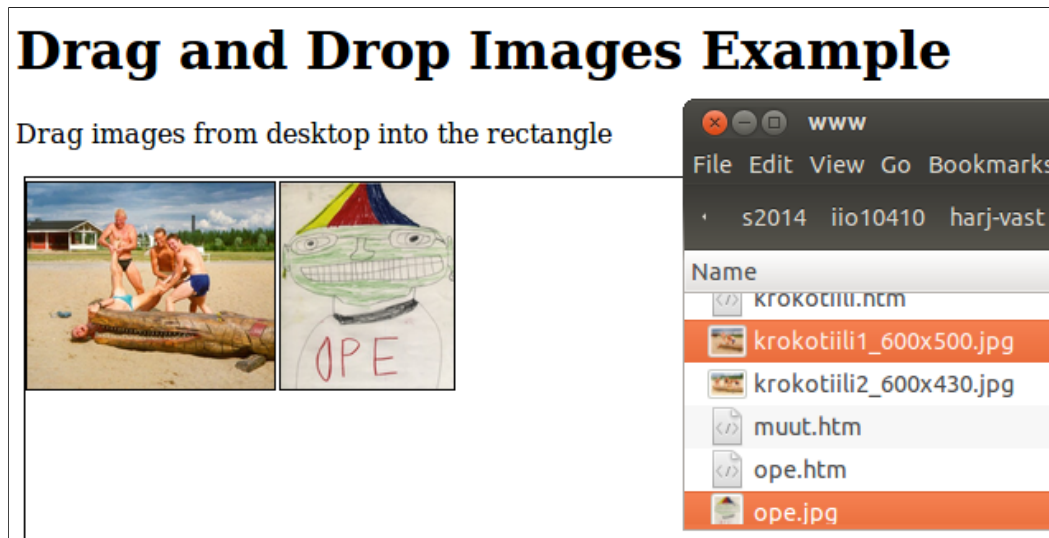 Drag and Drop Images Example
Drag images from desktop into the rectangle
OPE
www
File Edit View Go Bookmarks
s2014 iio10410 harj-vast
Name
krokotiili.htm
krokotiili1_600x500.jpg
krokotiili2_600x430.jpg
muut.htm
ope.htm
ope.jpg